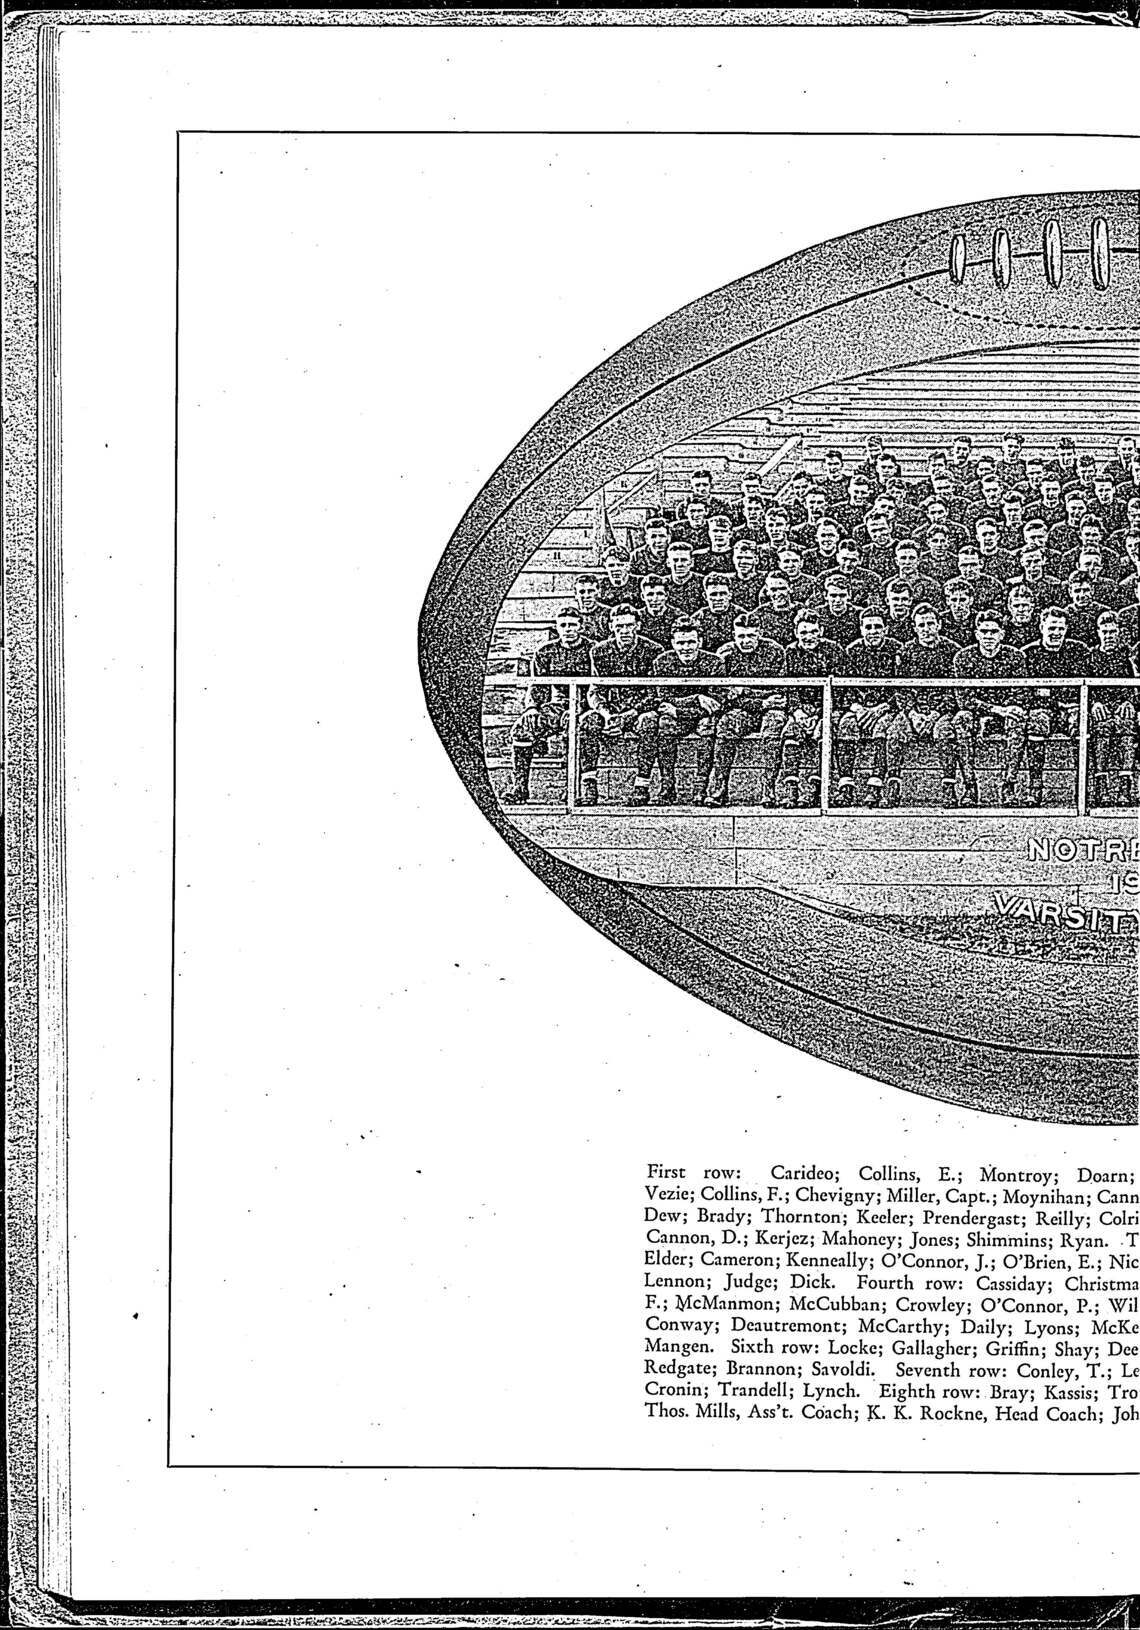 NOTRE
19
VARSITY
First row: Carideo; Collins, E.; Montroy; Doarn;
Vezie; Collins, F.; Chevigny; Miller, Capt.; Moynihan; Cann
Dew; Brady; Thornton; Keeler; Prendergast; Reilly; Colri
Cannon, D.; Kerjez; Mahoney; Jones; Shimmins; Ryan. T
Elder; Cameron; Kenneally; O'Connor, J.; O'Brien, E.; Nic
Lennon; Judge; Dick. Fourth row: Cassiday; Christma
F.; McManmon; McCubban; Crowley; O'Connor, P.; Wil
Conway; Deautremont; McCarthy; Daily; Lyons; McKe
Mangen. Sixth row: Locke; Gallagher; Griffin; Shay; Dee
Redgate; Brannon; Savoldi. Seventh row: Conley, T.; Le
Cronin; Trandell; Lynch. Eighth row: Bray; Kassis; Tro
Thos. Mills, Ass't. Coach; K. K. Rockne, Head Coach; Joh